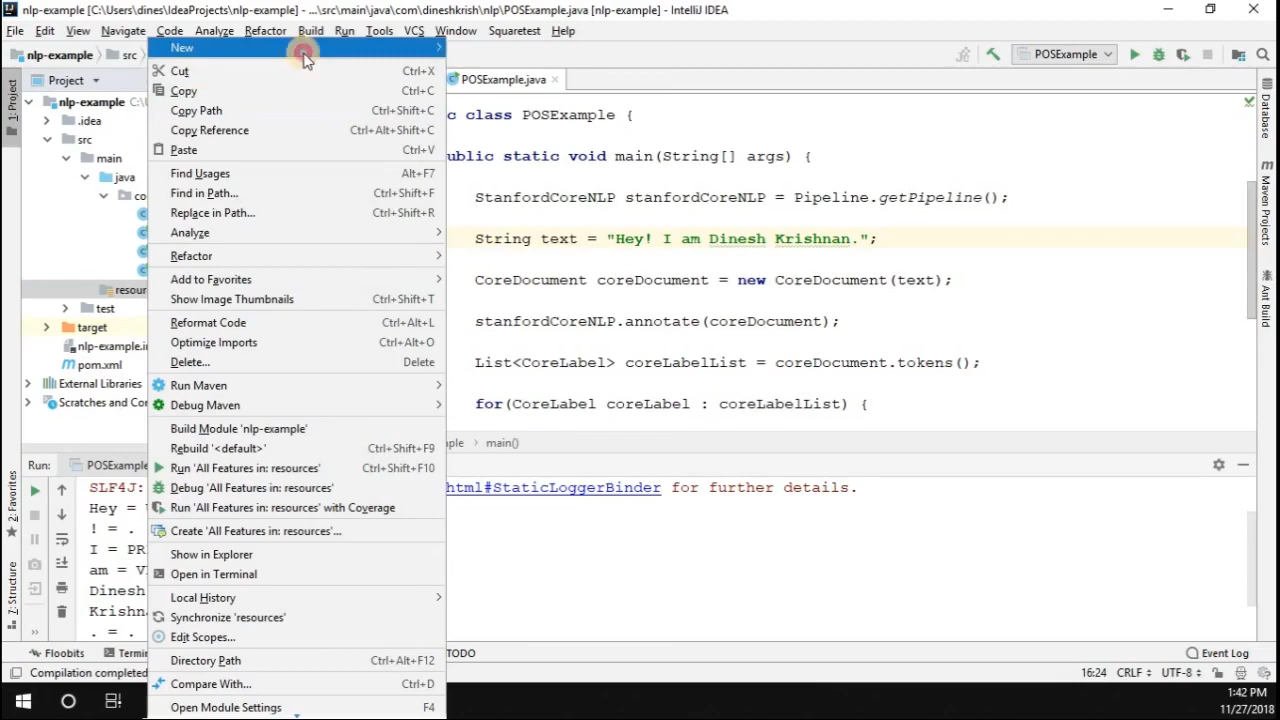 nlp-example [C:\Users\dines\IdeaProjects\nlp-example] - ...\src\main\java\com\dineshkrish\nlp\POSExample.java [nlp-example] - IntelliJ IDEA
File Edit View Navigate Code Analyze Refactor Build Run Tools VCS Window Squaretest Help
nlp-example src
POSExample
1: Project
Project
nlp-example
.idea
src
main
java
resour
test
target
nlp-example.i
pom.xml
External Libraries
Scratches and Co
New
Cut Ctrl+X
Copy Ctrl+C
Copy Path Ctrl+Shift+C
Copy Reference Ctrl+Alt+Shift+C
Paste Ctrl+V
Find Usages Alt+F7
Find in Path... Ctrl+Shift+F
Replace in Path... Ctrl+Shift+R
Analyze
Refactor
Add to Favorites
Show Image Thumbnails Ctrl+Shift+T
Reformat Code Ctrl+Alt+L
Optimize Imports Ctrl+Alt+O
Delete... Delete
Run Maven
Debug Maven
Build Module 'nlp-example'
Rebuild '<default>' Ctrl+Shift+F9
Run 'All Features in: resources' Ctrl+Shift+F10
Debug 'All Features in: resources'
Run 'All Features in: resources' with Coverage
Create 'All Features in: resources'...
Show in Explorer
Open in Terminal
Local History
Synchronize 'resources'
Edit Scopes...
Directory Path Ctrl+Alt+F12
Compare With... Ctrl+D
Open Module Settings F4
POSExample.java
c class POSExample {
ublic static void main(String[] args) {
StanfordCoreNLP stanfordCoreNLP = Pipeline.getPipeline();
String text = "Hey! I am Dinesh Krishnan.";
CoreDocument coreDocument = new CoreDocument(text);
stanfordCoreNLP.annotate(coreDocument);
List<CoreLabel> coreLabelList = coreDocument.tokens();
for(CoreLabel coreLabel : coreLabelList) {
ple main()
Database
Maven Projects
Ant Build
Run: POSExample
SLF4J:
html#StaticLoggerBinder for further details.
Hey =
! = .
I = PR
am = V
Dinesh
Krishn
. = .
2: Favorites
7: Structure
Floobits Termi TODO Event Log
Compilation completed 16:24 CRLF UTF-8
1:42 PM
11/27/2018